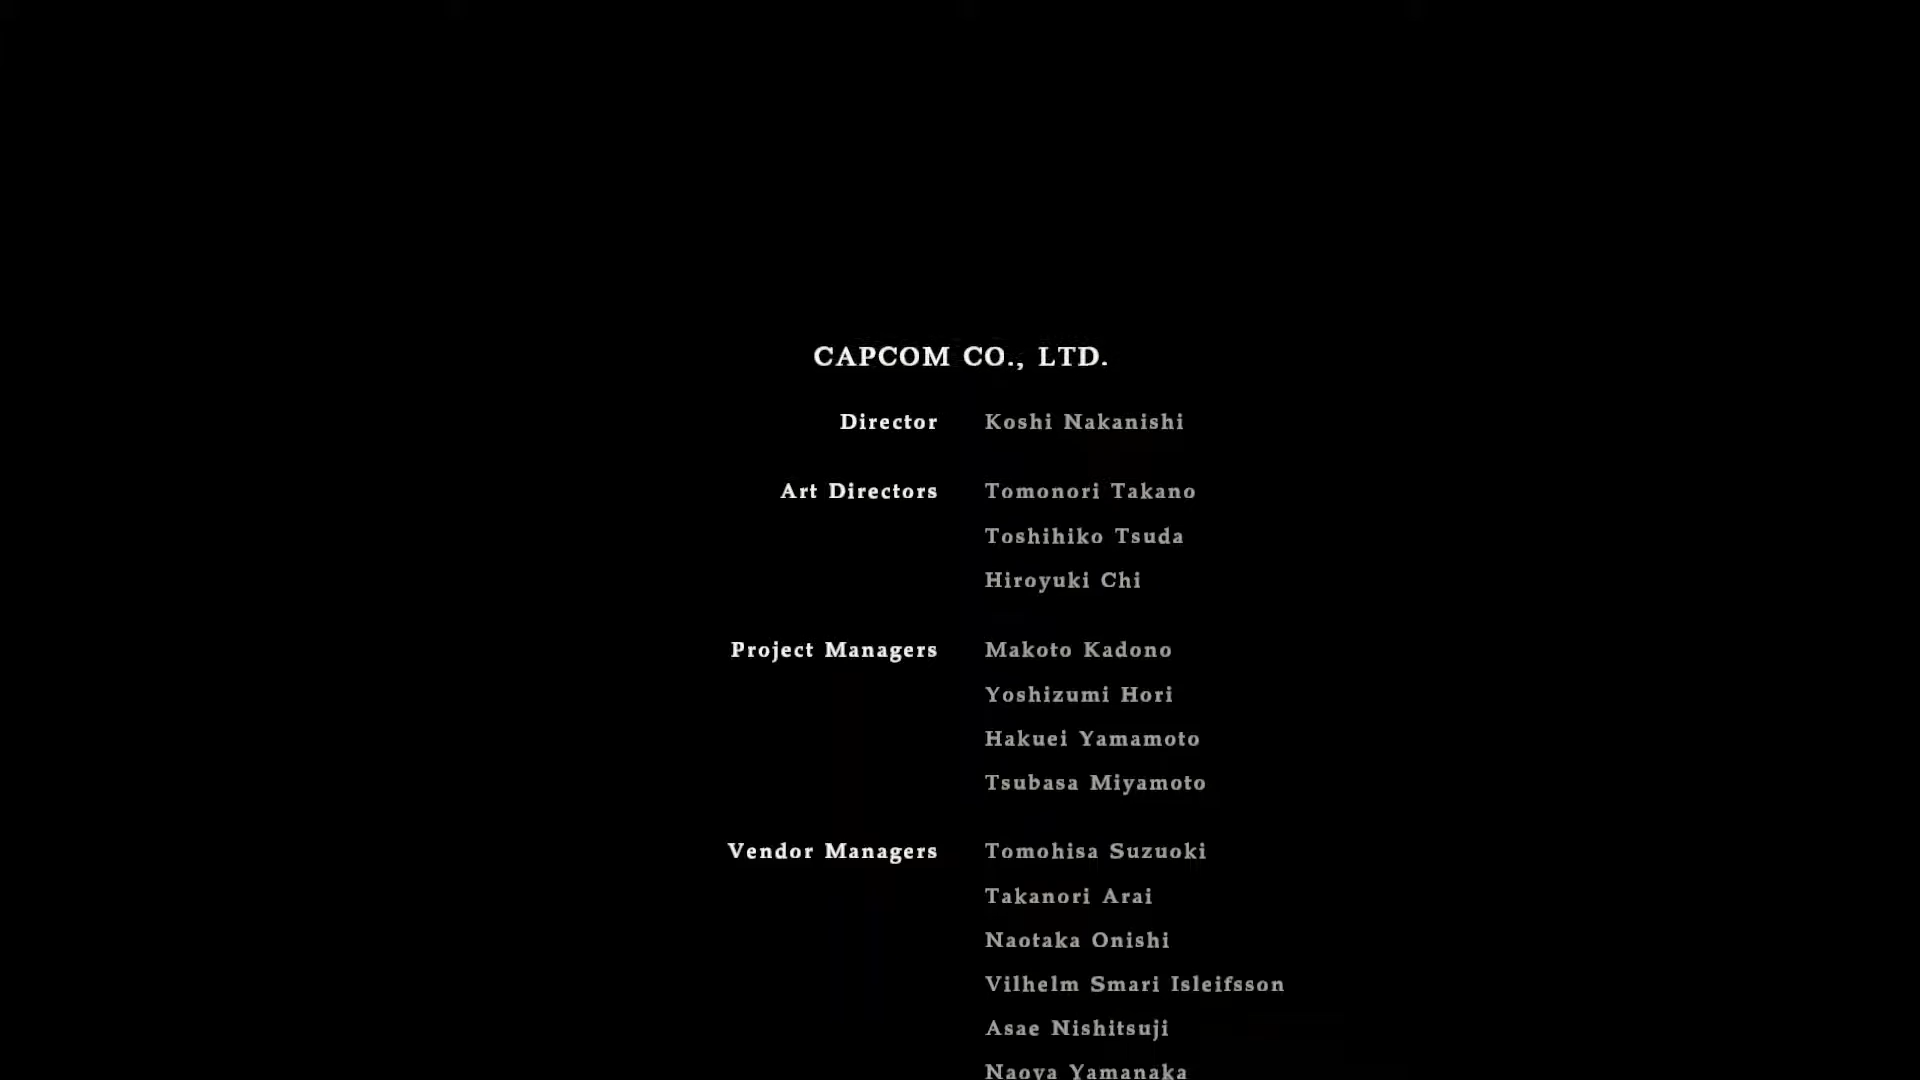 CAPCOM CO., LTD.
Director Koshi Nakanishi
Art Directors Tomonori Takano
Toshihiko Tsuda
Hiroyuki Chi
Project Managers Makoto Kadono
Yoshizumi Hori
Hakuei Yamamoto
Tsubasa Miyamoto
Vendor Managers Tomohisa Suzuoki
Takanori Arai
Naotaka Onishi
Vilhelm Smari Isleifsson
Asae Nishitsuji
Naoya Yamanaka